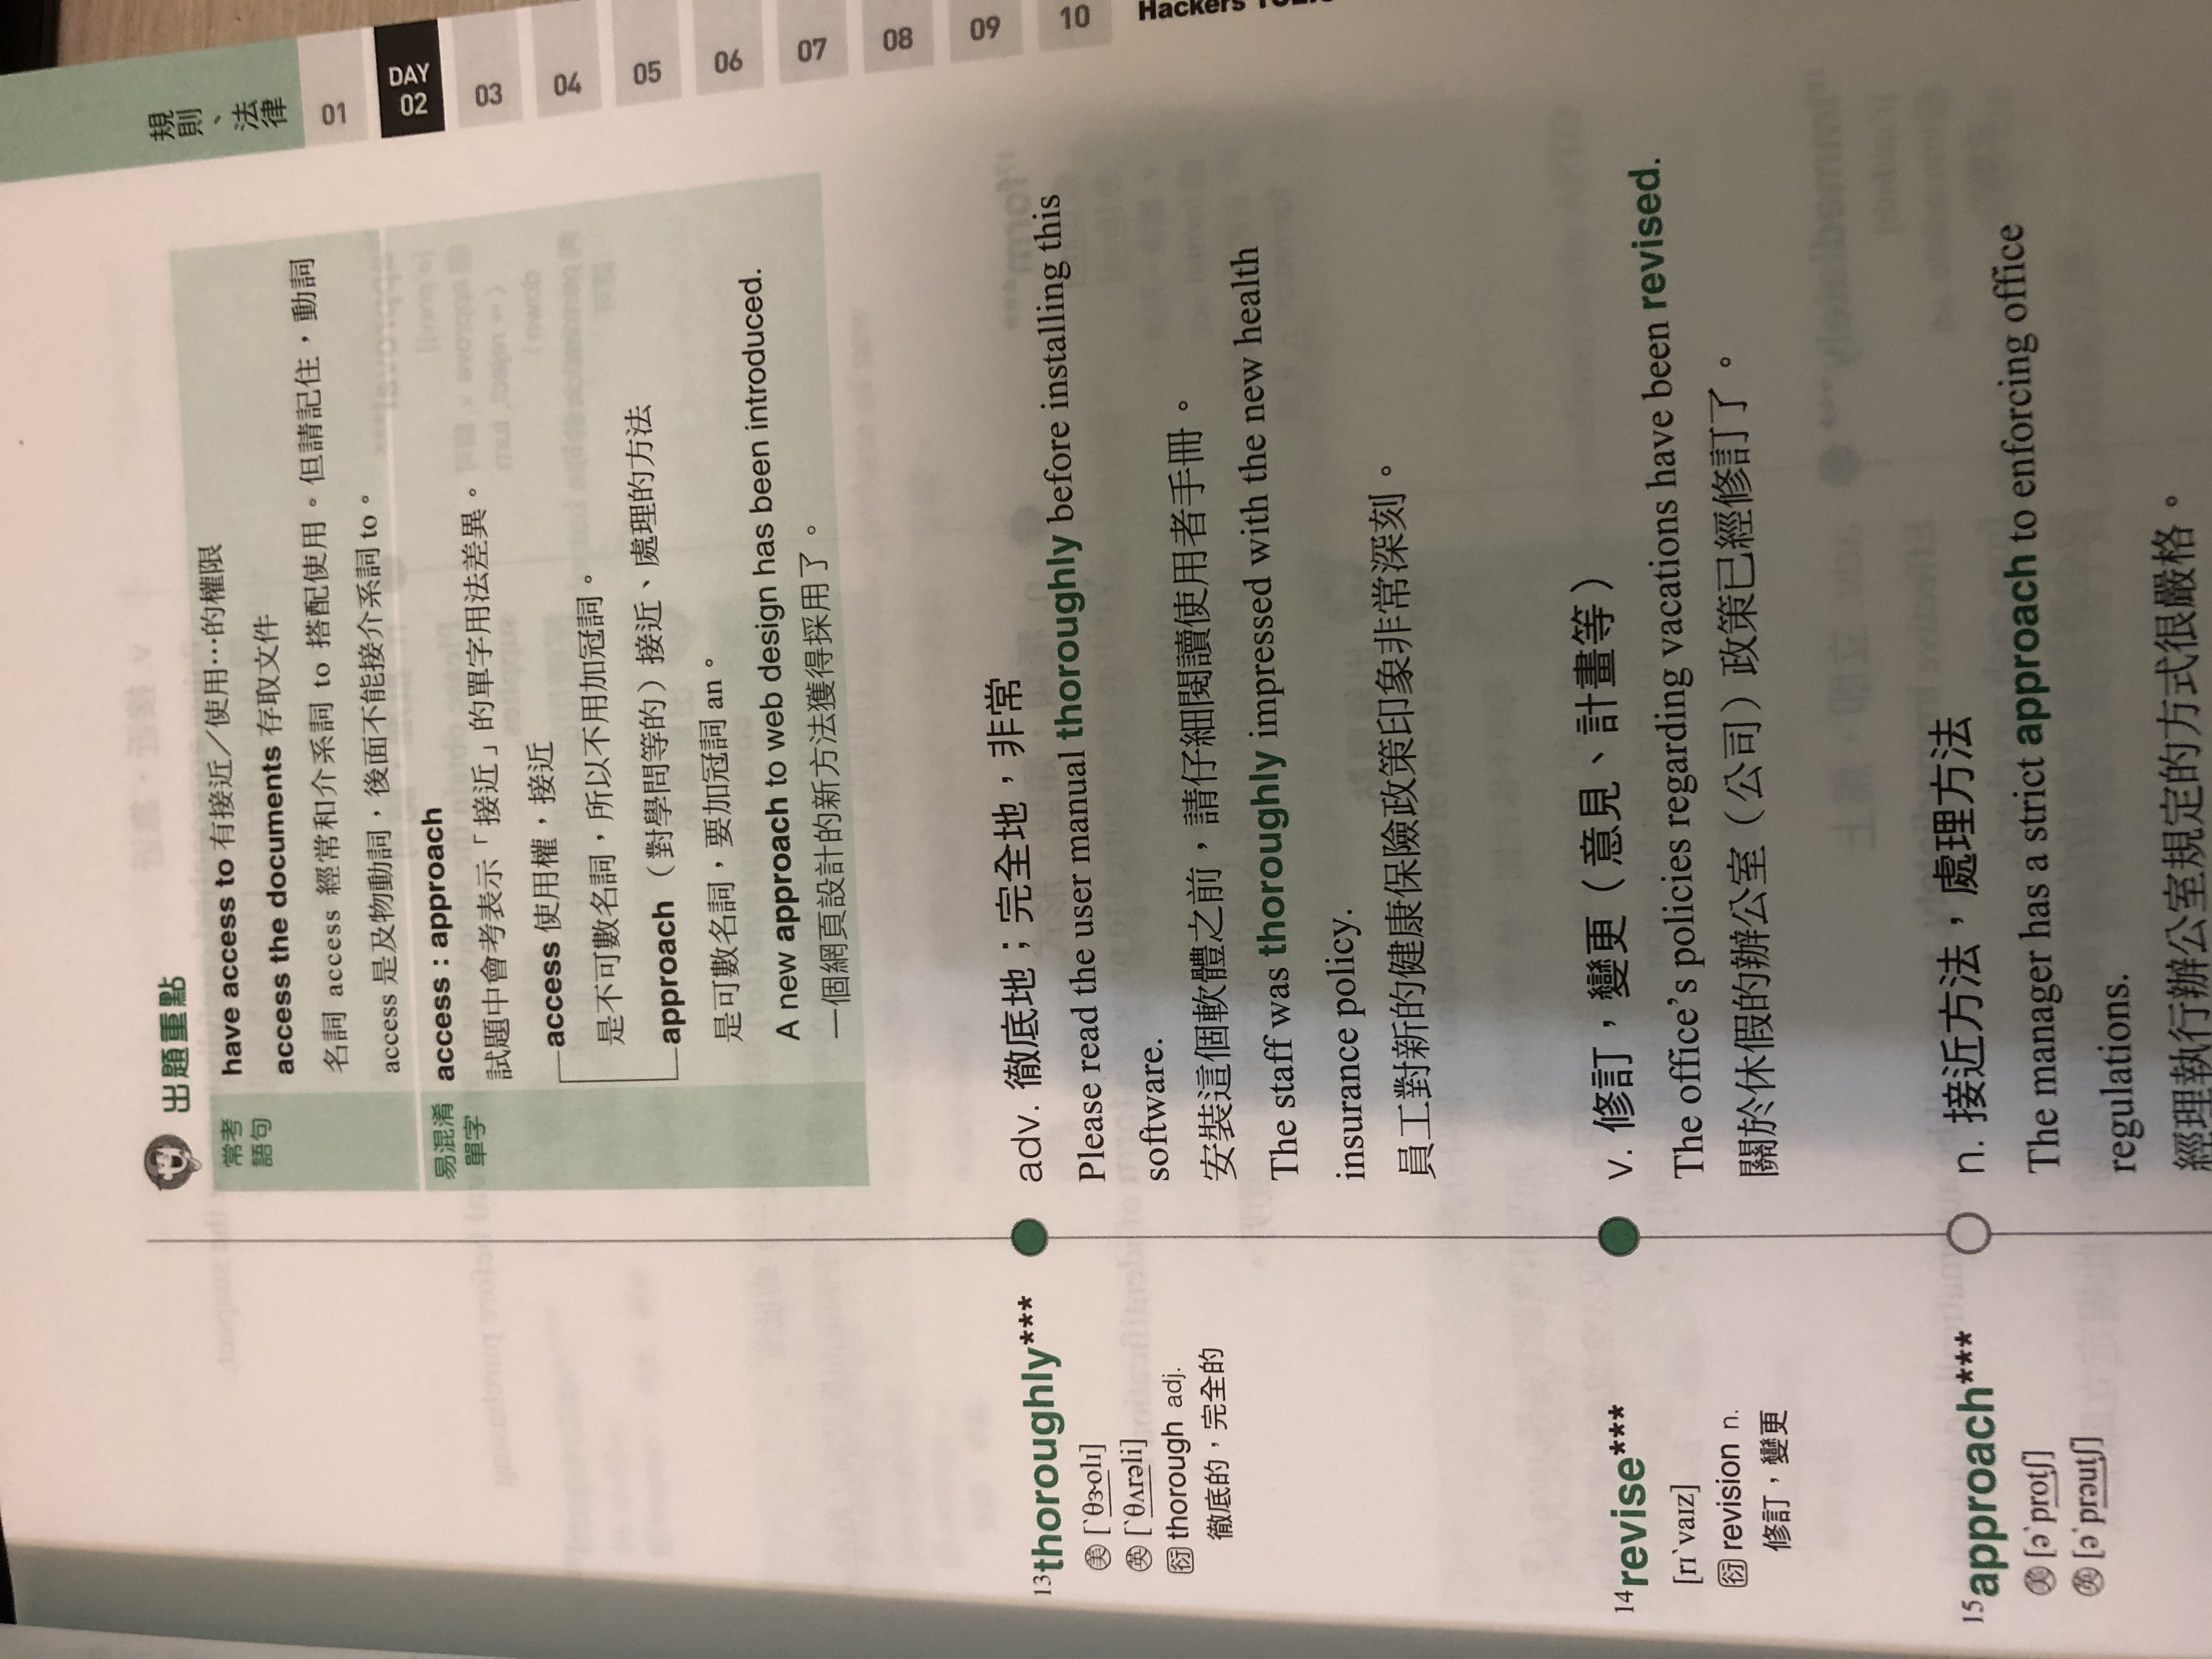 出題重點
常考
語句
have access to 有接近／使用…的權限
access the documents 存取文件
名詞 access 經常和介系詞 to 搭配使用。但請記住，動詞
access 是及物動詞，後面不能接介系詞 to。
易混淆
單字
access : approach
試題中會考表示「接近」的單字用法差異。
access 使用權，接近
是不可數名詞，所以不用加冠詞。
approach（對學問等的）接近、處理的方法
是可數名詞，要加冠詞 an。
A new approach to web design has been introduced.
一個網頁設計的新方法獲得採用了。
13thoroughly***
美 [ˋθɝolɪ]
英 [ˋθʌrəli]
衍 thorough adj.
徹底的，完全的
adv. 徹底地；完全地，非常
Please read the user manual thoroughly before installing this
software.
安裝這個軟體之前，請仔細閱讀使用者手冊。
The staff was thoroughly impressed with the new health
insurance policy.
員工對新的健康保險政策印象非常深刻。
14revise***
[rɪˋvaɪz]
衍 revision n.
修訂，變更
v. 修訂，變更（意見、計畫等）
The office's policies regarding vacations have been revised.
關於休假的辦公室（公司）政策已經修訂了。
15approach***
美 [əˋprotʃ]
英 [əˋprəutʃ]
n. 接近方法，處理方法
The manager has a strict approach to enforcing office
regulations.
經理執行辦公室規定的方式很嚴格。
規則、法律
01
DAY
02
03
04
05
06
07
08
09
10
Hackers